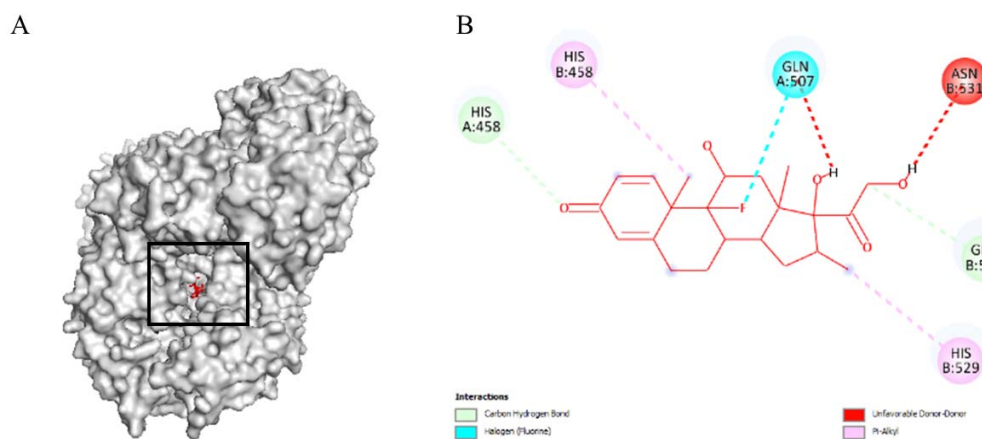 A
B
HIS
B:458
GLN
A:507
ASN
B:531
HIS
A:458
H
H
O
O
O
O
O
F
HIS
B:529
Interactions
Carbon Hydrogen Bond
Halogen (Fluorine)
Unfavorable Donor-Donor
Pi-Alkyl